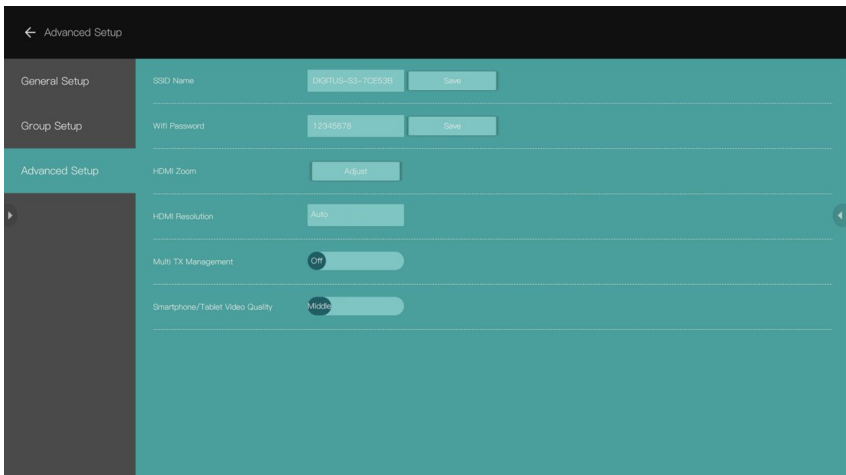 Advanced Setup
General Setup
Group Setup
Advanced Setup
SSID Name
DIGITUS-S3-7CE53B
Save
Wifi Password
12345678
Save
HDMI Zoom
Adjust
HDMI Resolution
Auto
Multi TX Management
Off
Smartphone/Tablet Video Quality
Middle